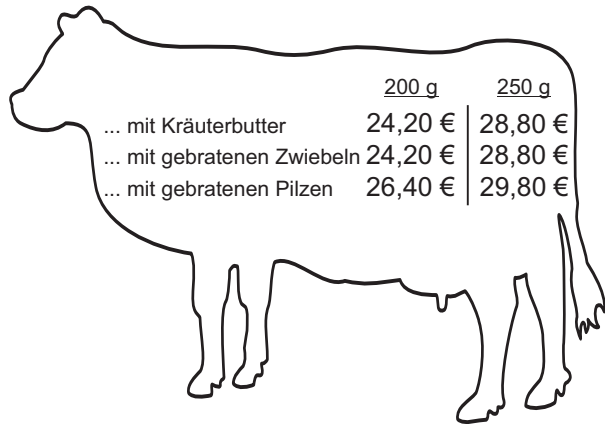 200 g 250 g
... mit Kräuterbutter 24,20 € 28,80 €
... mit gebratenen Zwiebeln 24,20 € 28,80 €
... mit gebratenen Pilzen 26,40 € 29,80 €